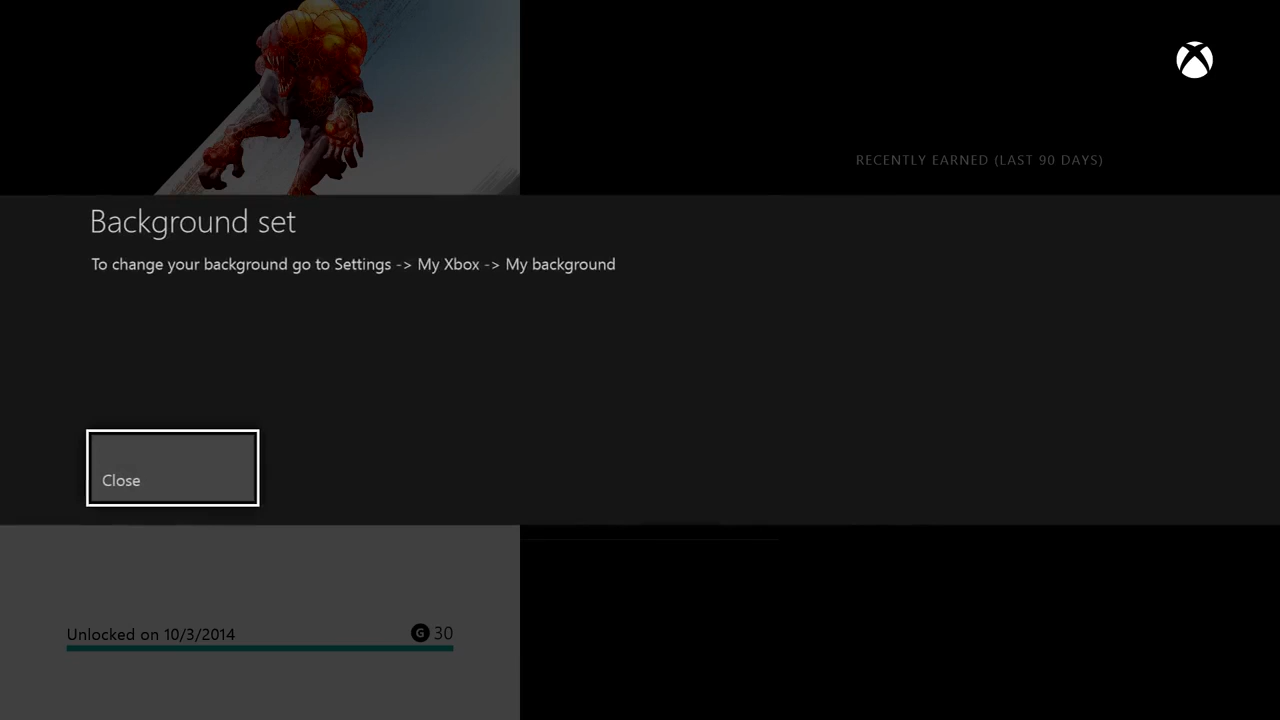 RECENTLY EARNED (LAST 90 DAYS)
Background set
To change your background go to Settings -> My Xbox -> My background
Close
Unlocked on 10/3/2014
G 30